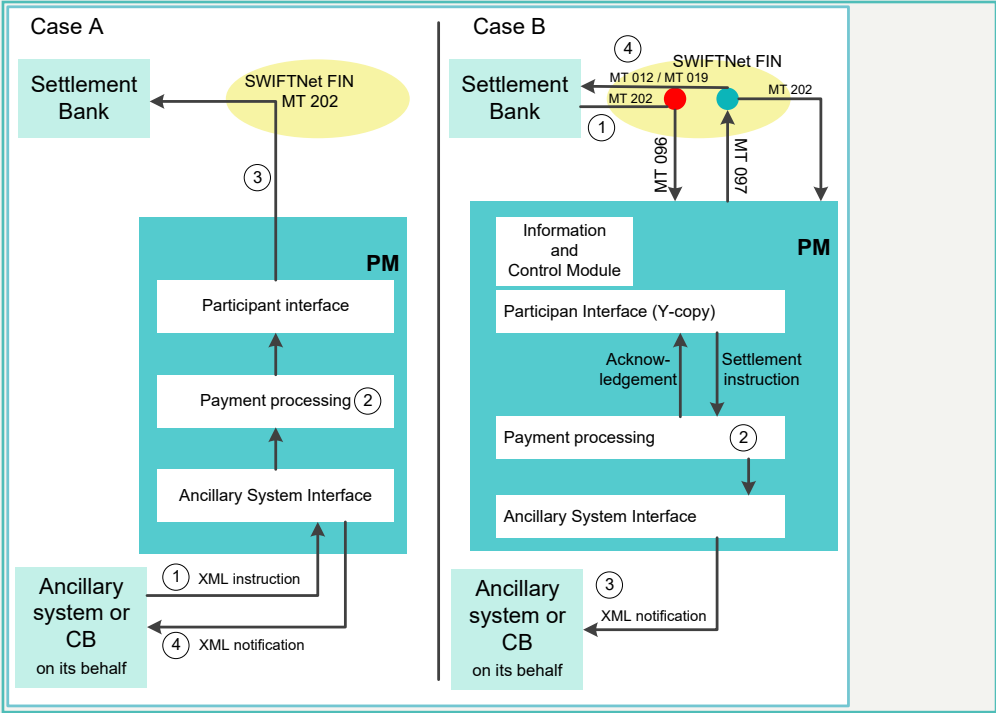 Case A
Settlement
Bank
SWIFTNet FIN
MT 202
3
PM
Participant interface
Payment processing 2
Ancillary System Interface
1 XML instruction
Ancillary
system or
CB
on its behalf
4 XML notification
Case B
4
SWIFTNet FIN
Settlement
Bank
MT 012 / MT 019
MT 202
MT 202
1
MT 096
MT 097
Information
and
Control Module
PM
Participan Interface (Y-copy)
Acknow-
ledgement
Settlement
instruction
Payment processing 2
Ancillary System Interface
Ancillary
system or
CB
on its behalf
3
XML notification